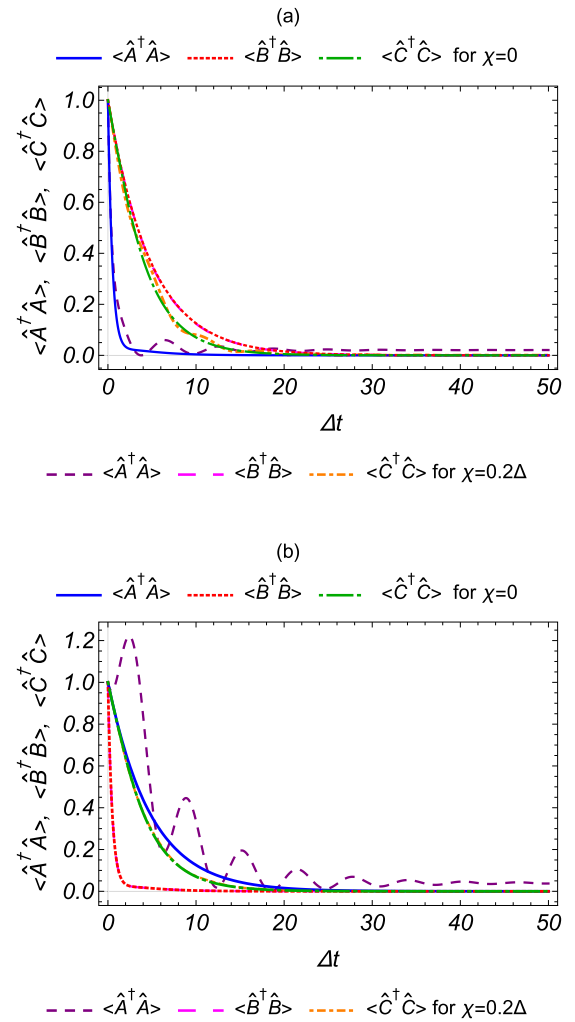 (a)
<Â†Â> <B̂†B̂> <Ĉ†Ĉ> for χ=0
<Â†Â>, <B̂†B̂>, <Ĉ†Ĉ>
1.0
0.8
0.6
0.4
0.2
0.0
0 10 20 30 40 50
Δt
<Â†Â> <B̂†B̂> <Ĉ†Ĉ> for χ=0.2Δ
(b)
<Â†Â> <B̂†B̂> <Ĉ†Ĉ> for χ=0
<Â†Â>, <B̂†B̂>, <Ĉ†Ĉ>
1.2
1.0
0.8
0.6
0.4
0.2
0.0
0 10 20 30 40 50
Δt
<Â†Â> <B̂†B̂> <Ĉ†Ĉ> for χ=0.2Δ